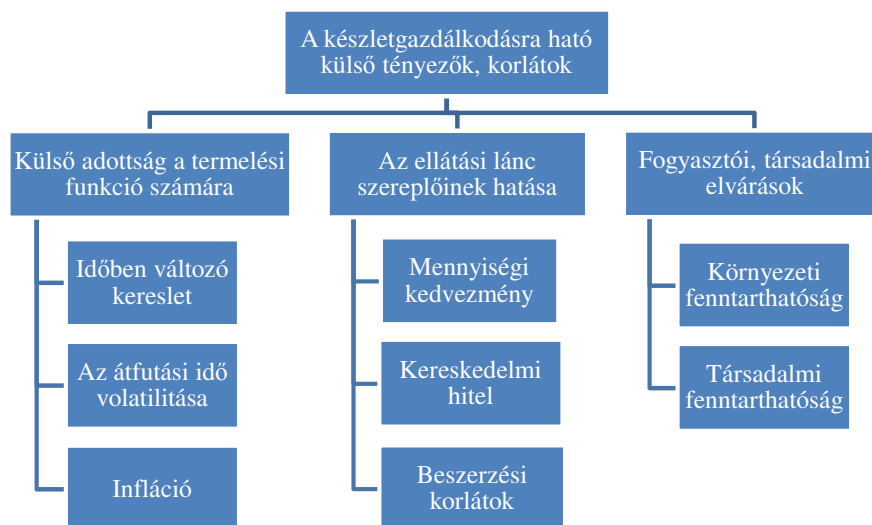 A készletgazdálkodásra ható
külső tényezők, korlátok
Külső adottság a termelési
funkció számára
Időben változó
kereslet
Az átfutási idő
volatilitása
Infláció
Az ellátási lánc
szereplőinek hatása
Mennyiségi
kedvezmény
Kereskedelmi
hitel
Beszerzési
korlátok
Fogyasztói, társadalmi
elvárások
Környezeti
fenntarthatóság
Társadalmi
fenntarthatóság